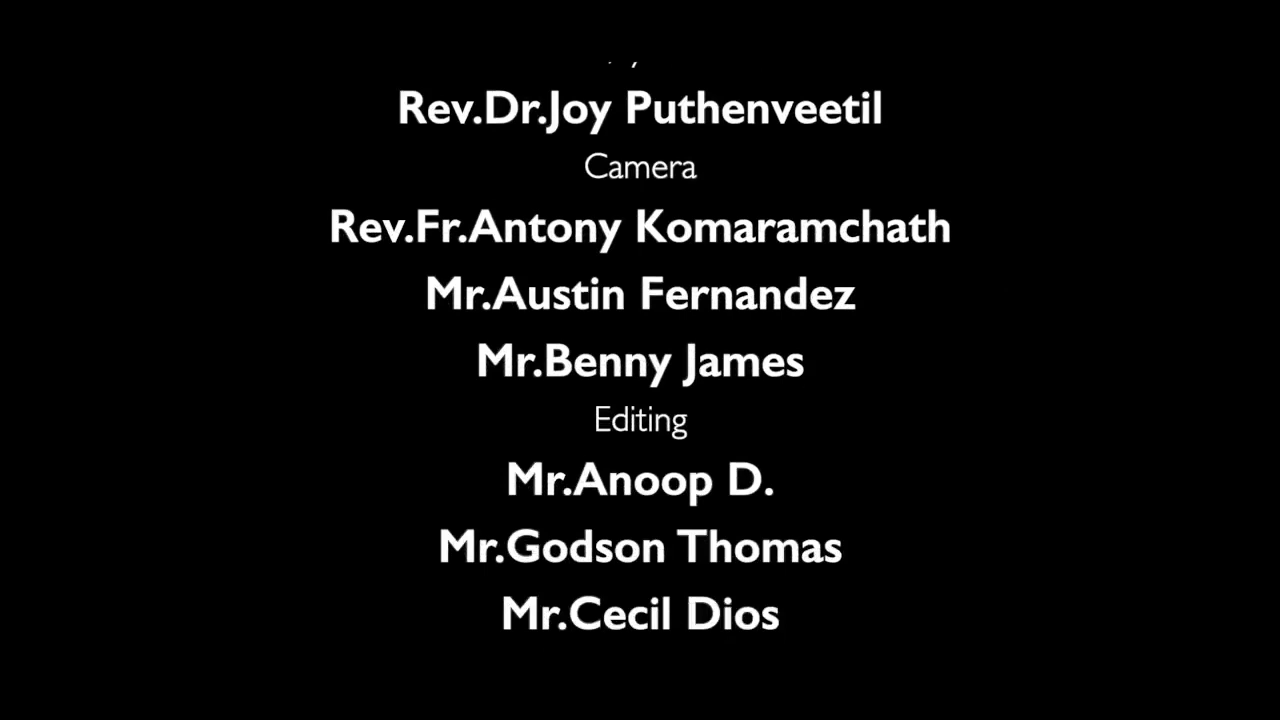 Rev.Dr.Joy Puthenveetil
Camera
Rev.Fr.Antony Komaramchath
Mr.Austin Fernandez
Mr.Benny James
Editing
Mr.Anoop D.
Mr.Godson Thomas
Mr.Cecil Dios